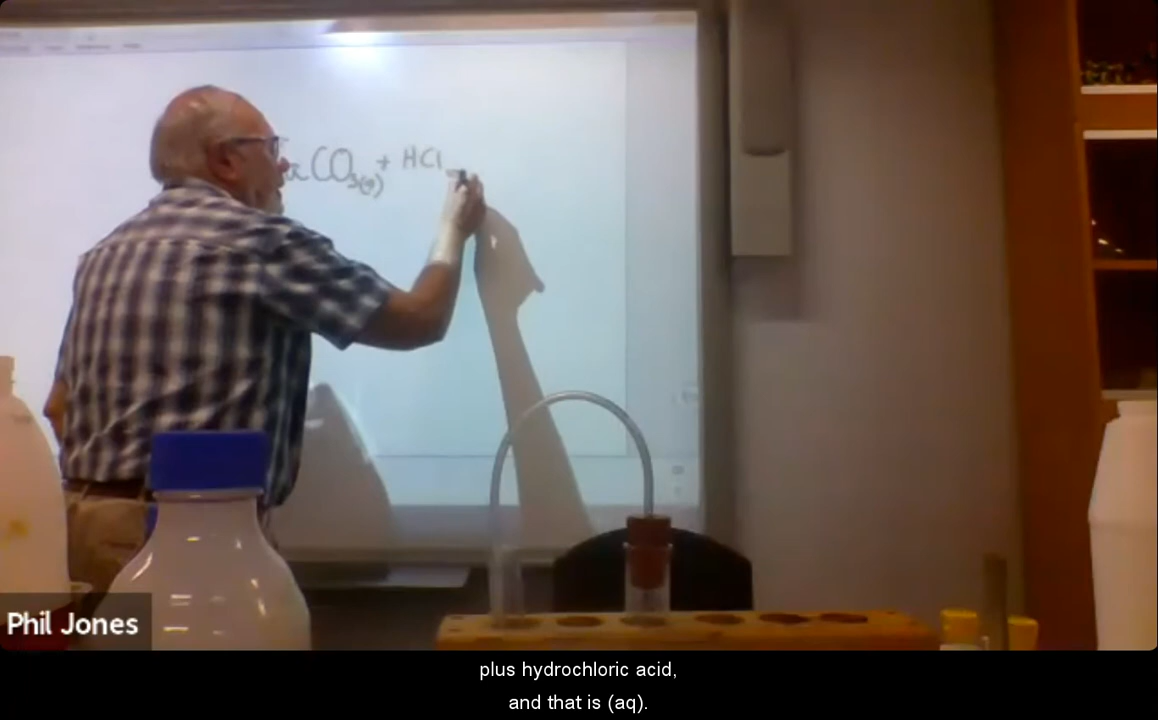 CO₃(s) + HCl
Phil Jones
plus hydrochloric acid,
and that is (aq).